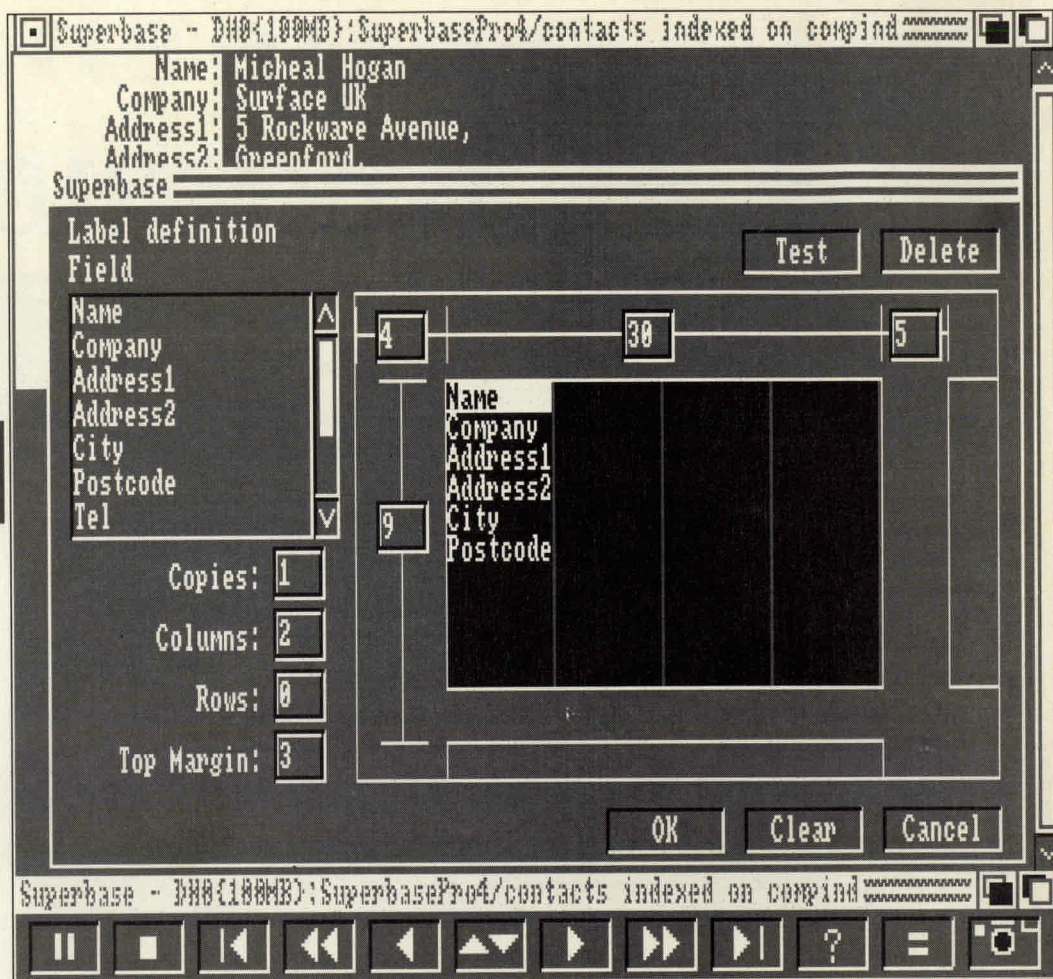 Superbase - DH0{100MB}:SuperbasePro4/contacts indexed on compind
Name: Micheal Hogan
Company: Surface UK
Address1: 5 Rockware Avenue,
Address2: Greenford,
Superbase
Label definition
Test Delete
Field
Name
Company
Address1
Address2
City
Postcode
Tel
4 30 5
Name
Company
Address1
Address2
City
Postcode
9
Copies: 1
Columns: 2
Rows: 0
Top Margin: 3
OK Clear Cancel
Superbase - DH0{100MB}:SuperbasePro4/contacts indexed on compind
? =